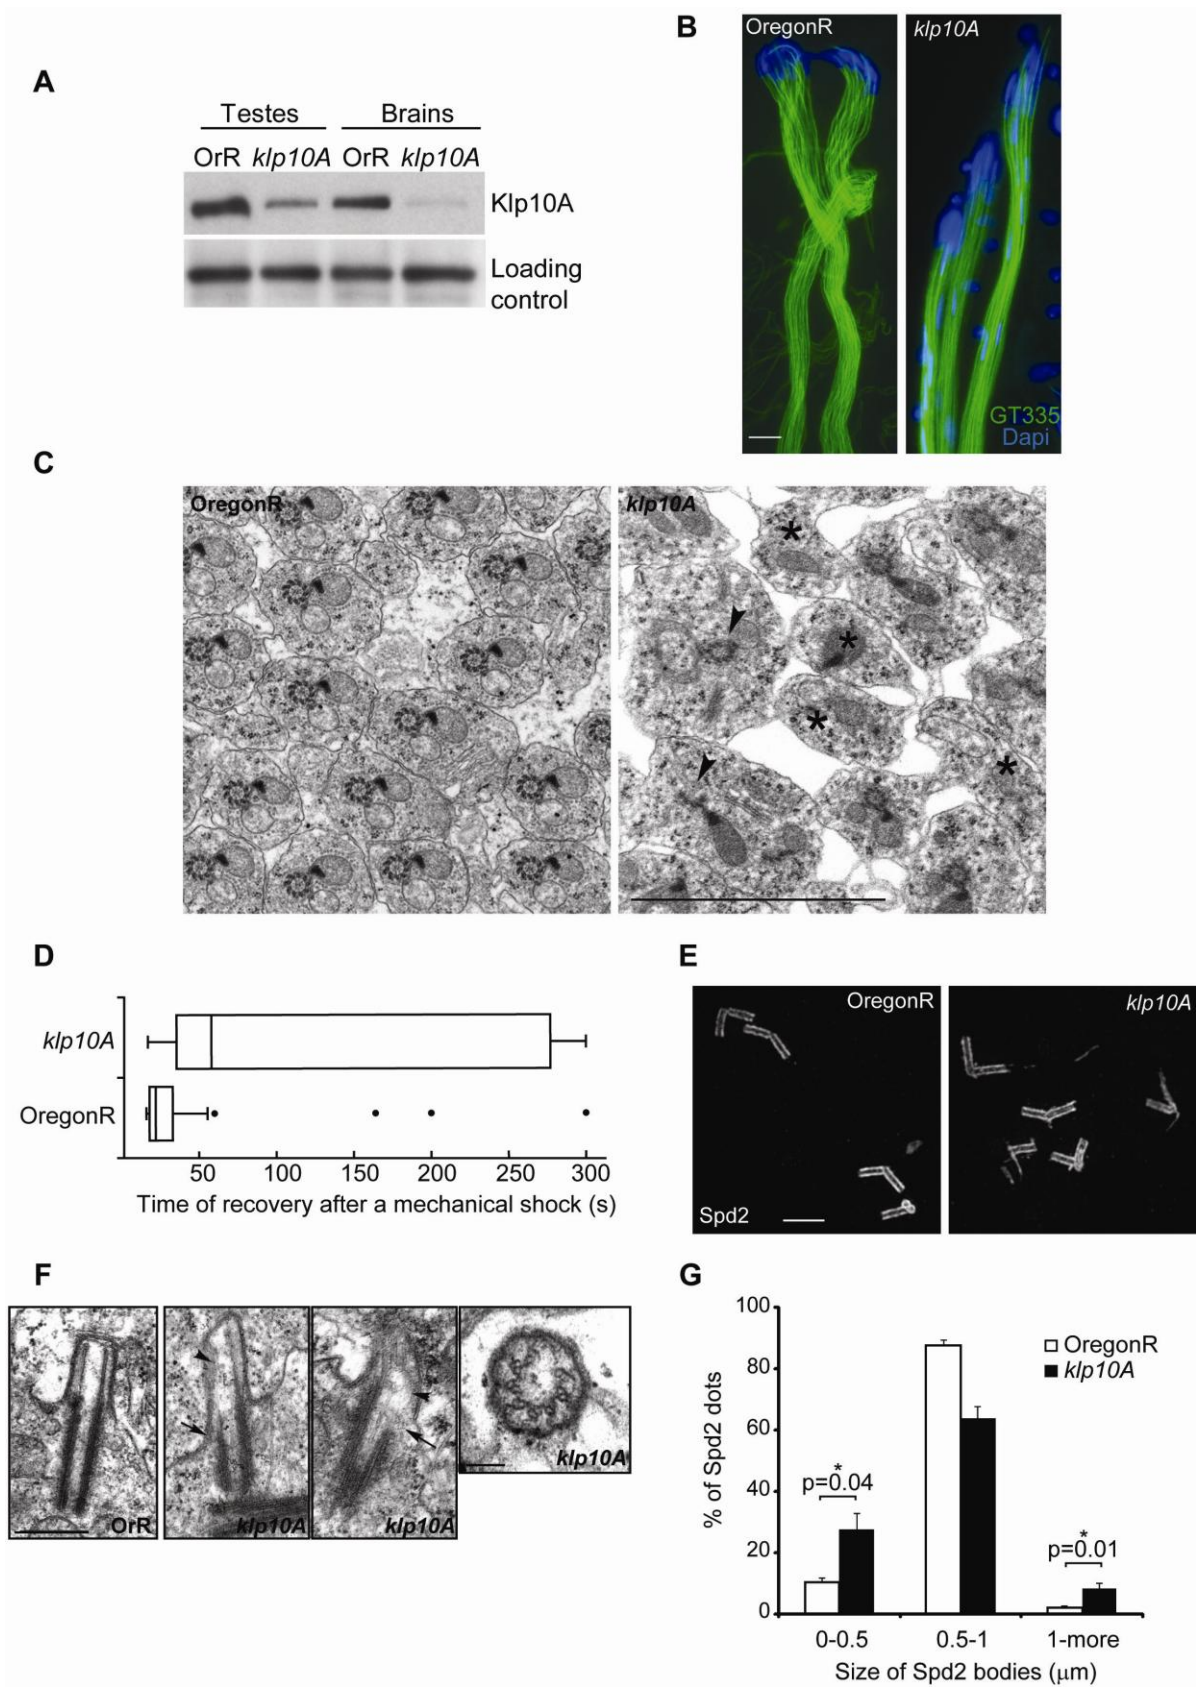 A
Testes Brains
OrR klp10A OrR klp10A
Klp10A
Loading
control
B
OregonR klp10A
GT335
Dapi
C
OregonR klp10A
*
*
*
*
D
klp10A
OregonR
50 100 150 200 250 300
Time of recovery after a mechanical shock (s)
E
OregonR klp10A
Spd2
F
OrR klp10A klp10A klp10A
G
100
80
60
40
20
0
% of Spd2 dots
OregonR
klp10A
*
p=0.04
*
p=0.01
0-0.5 0.5-1 1-more
Size of Spd2 bodies (μm)